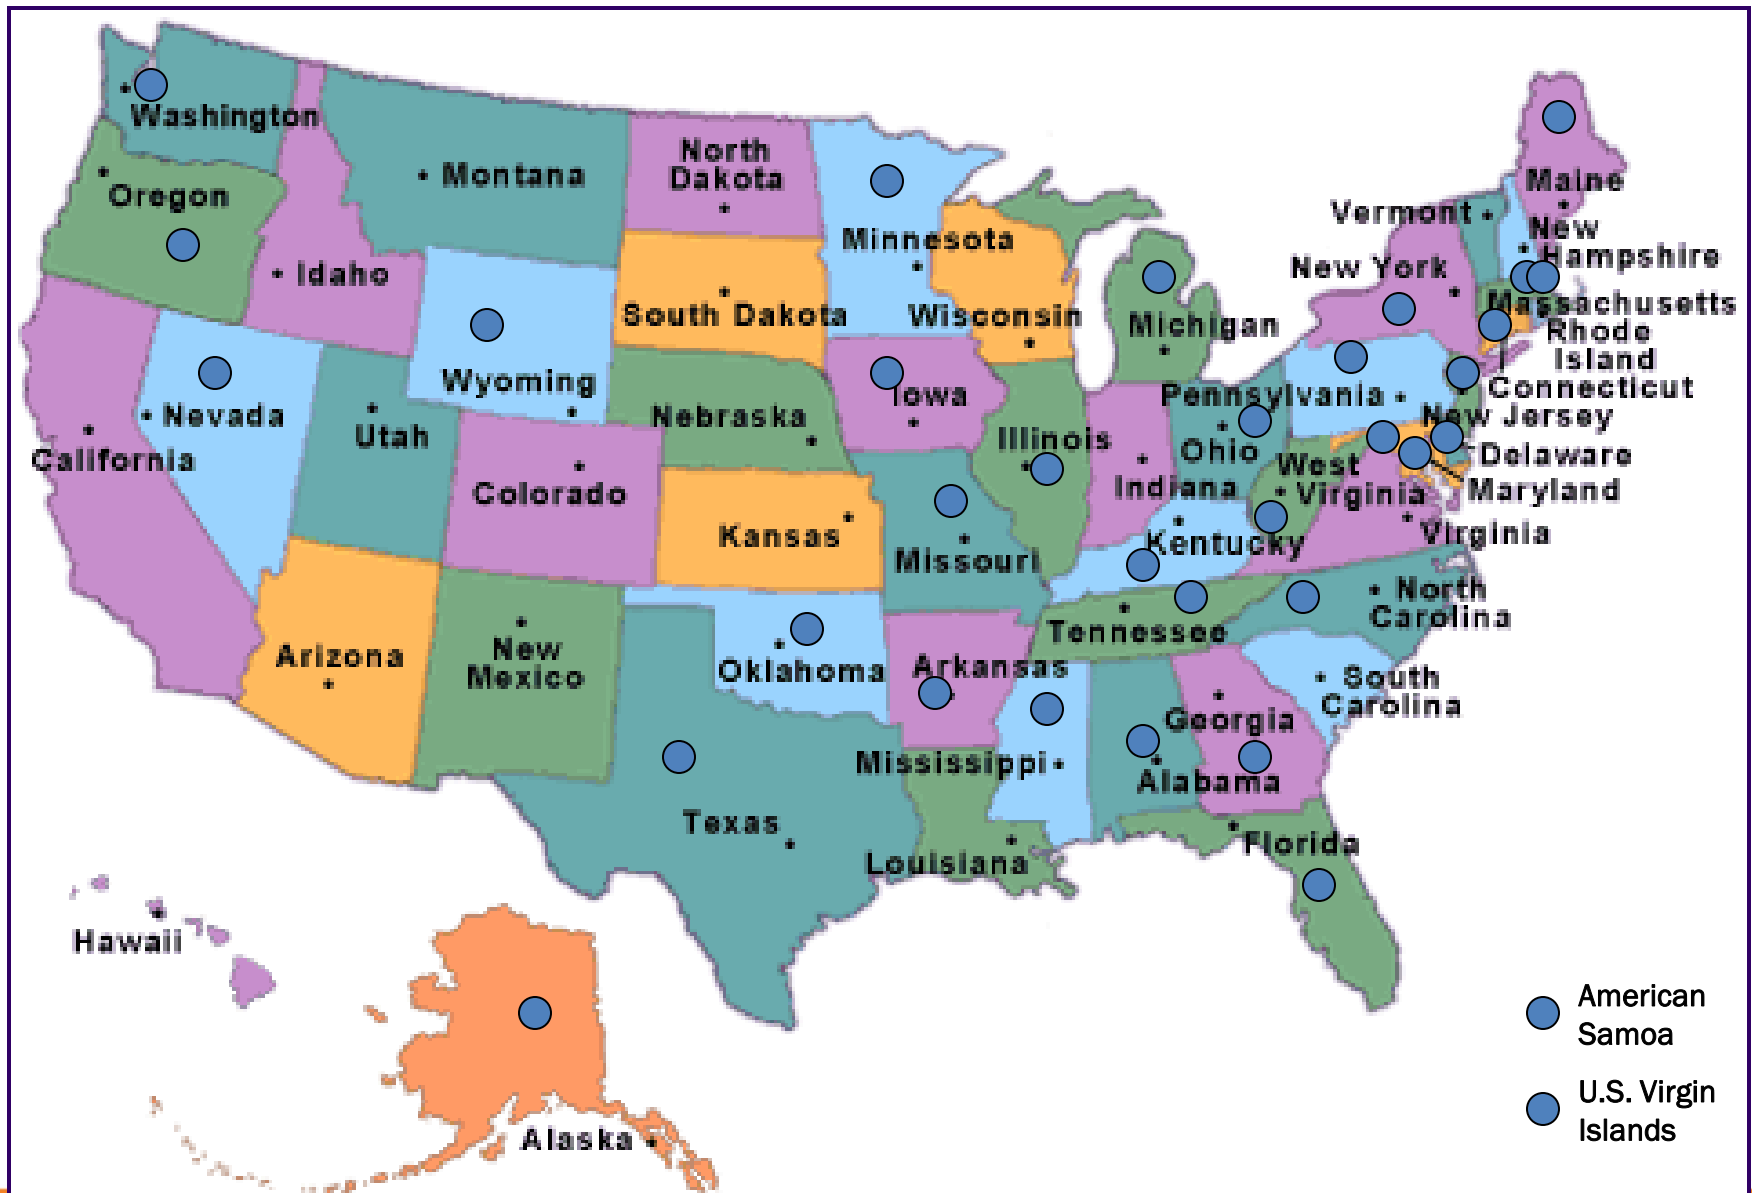 Washington
Montana
North
Dakota
Minnesota
Maine
Vermont
New
Hampshire
Oregon
Idaho
New York
Massachusetts
South Dakota
Wisconsin
Michigan
Rhode
Island
Wyoming
Iowa
Pennsylvania
Connecticut
Nevada
Utah
Nebraska
Illinois
Ohio
New Jersey
California
Colorado
Indiana
West
Virginia
Delaware
Maryland
Kansas
Missouri
Kentucky
Virginia
North
Carolina
Arizona
New
Mexico
Oklahoma
Arkansas
Tennessee
South
Carolina
Georgia
Mississippi
Alabama
Texas
Louisiana
Florida
Hawaii
Alaska
American
Samoa
U.S. Virgin
Islands